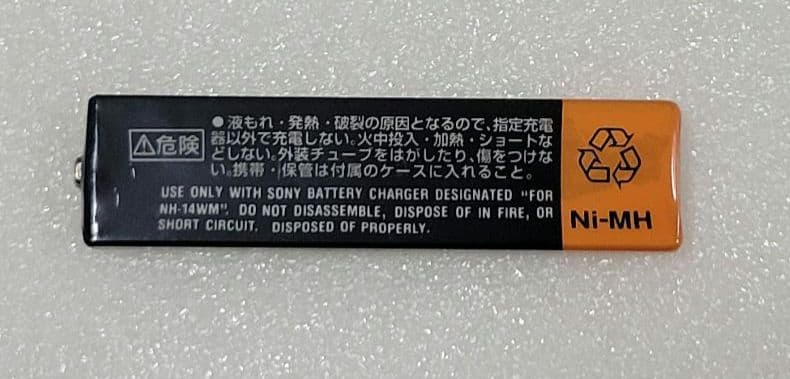 ⚠危険
●液もれ・発熱・破裂の原因となるので、指定充電
器以外で充電しない。火中投入・加熱・ショートな
どしない。外装チューブをはがしたり、傷をつけな
い。携帯・保管は付属のケースに入れること。
USE ONLY WITH SONY BATTERY CHARGER DESIGNATED "FOR
NH-14WM". DO NOT DISASSEMBLE, DISPOSE OF IN FIRE, OR
SHORT CIRCUIT. DISPOSED OF PROPERLY.
Ni-MH